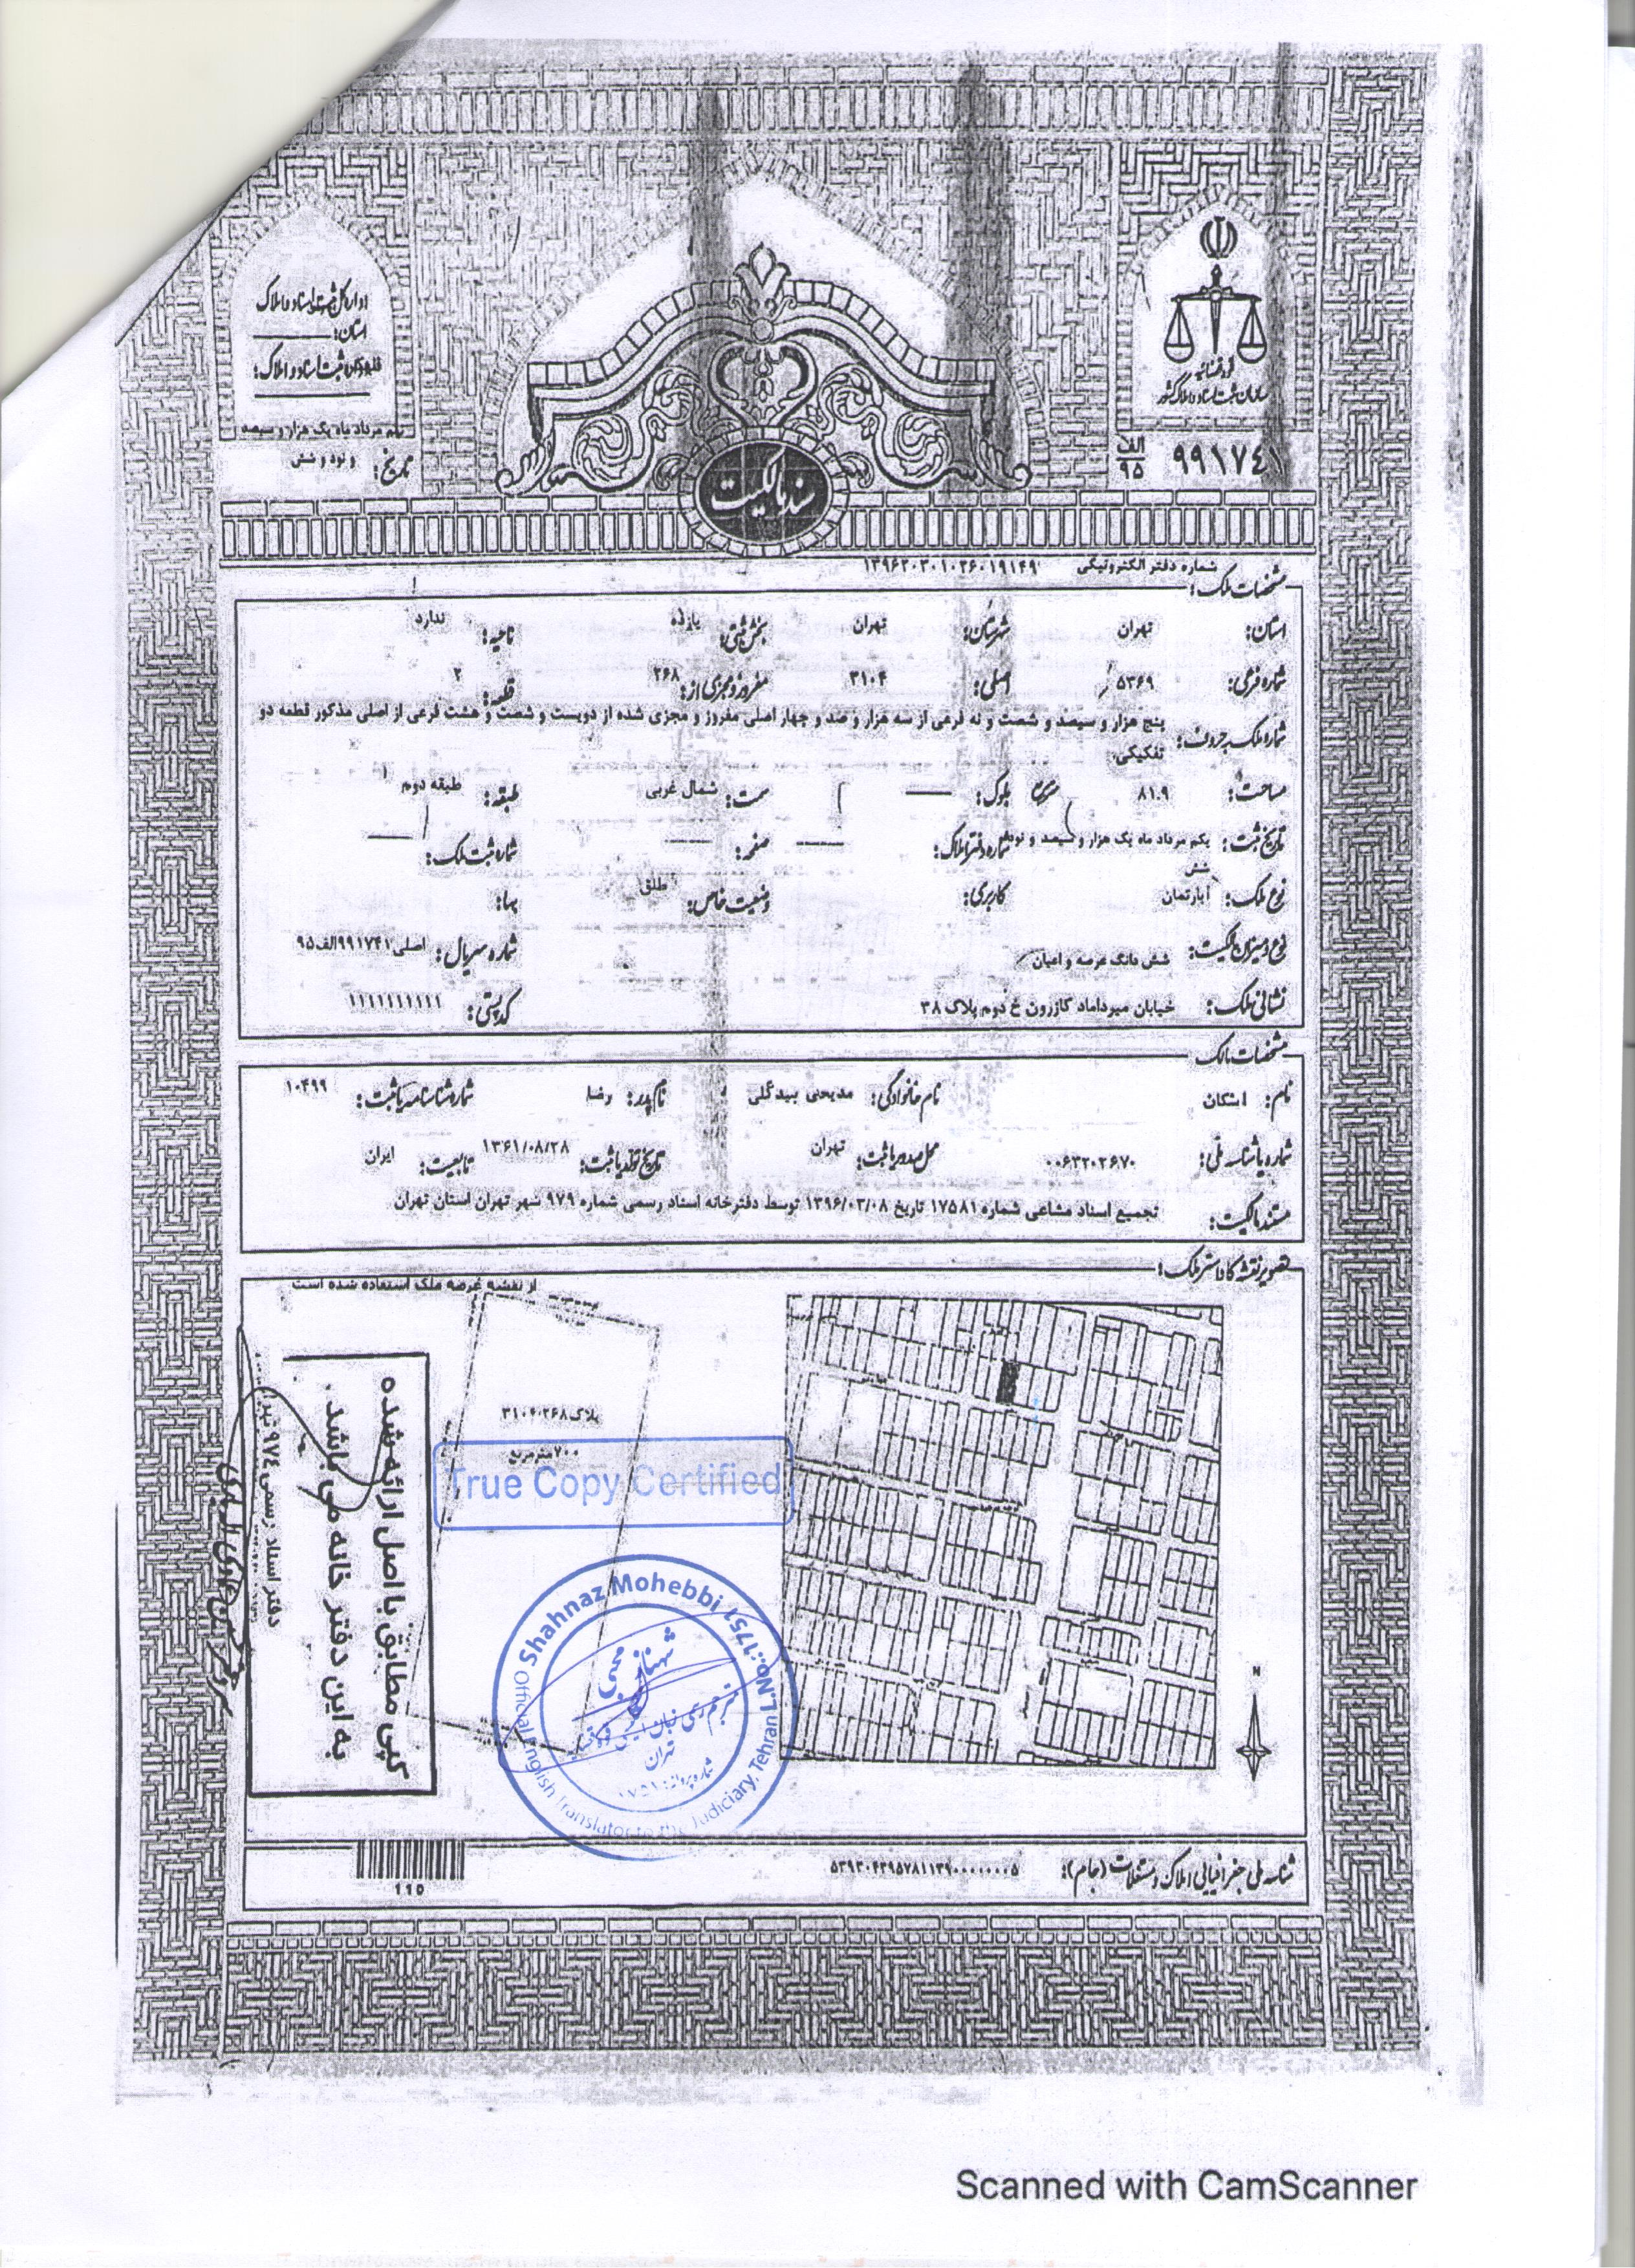 قوه قضائیه
سازمان ثبت اسناد و املاک کشور
۹۹۱۷۴۱
الف
۹۵
اداره کل ثبت اسناد و املاک
استان:
ثبت اسناد و املاک:
تاریخ: یکم مرداد ماه یک هزار و سیصد
و نود و شش
سند مالکیت
شماره دفتر الکترونیکی ۱۳۹۶۲۰۳۰۱۰۲۶۰۱۹۱۴۹
مشخصات ملک:
استان: تهران شهرستان: تهران بخش ثبتی: یازده ناحیه: ندارد
شماره فرعی: ۵۳۶۹ اصلی: ۳۱۰۴ مفروز و مجزی از: ۲۶۸ قطعه: ۲
شماره ملک به حروف: پنج هزار و سیصد و شصت و نه فرعی از سه هزار و صد و چهار اصلی مفروز و مجزی شده از دویست و شصت و هشت فرعی از اصلی مذکور قطعه دو
تفکیکی.
مساحت: ۸۱.۹ بلوک: سمت: شمال غربی طبقه: طبقه دوم
تاریخ ثبت: یکم مرداد ماه یک هزار و سیصد و نود شماره دفتر املاک: صفحه: شماره ثبت ملک:
شش
نوع ملک: آپارتمان کاربری: وضعیت خاص: طلق بهاء:
نوع و میزان مالکیت: شش دانگ عرصه و اعیان شماره سریال: اصلی ۹۹۱۷۴۱الف۹۵
نشانی ملک: خیابان میرداماد کازرون خ دوم پلاک ۳۸ کد پستی: ۱۱۱۱۱۱۱۱۱۱
مشخصات مالک
نام: اشکان نام خانوادگی: مدیحی بیدگلی نام پدر: رضا شماره شناسنامه یا ثبت: ۱۰۴۹۹
شماره یا شناسه ملی: ۰۰۶۳۲۰۲۶۷۰ محل صدور یا ثبت: تهران تاریخ تولد یا ثبت: ۱۳۶۱/۰۸/۲۸ تابعیت: ایران
مستند مالکیت: تجمیع اسناد مشاعی شماره ۱۷۵۸۱ تاریخ ۱۳۹۶/۰۳/۰۸ توسط دفترخانه اسناد رسمی شماره ۹۷۹ شهر تهران استان تهران
تصویر نقشه کاداستر ملک:
از نقشه عرصه ملک استفاده شده است
پلاک ۳۱۰۴.۲۶۸
۷۰۰ مترمربع
N
True Copy Certified
کپی مطابق با اصل ارائه شده
به این دفتر خانه می باشد.
دفتر اسناد رسمی ۹۷۴
Shahnaz Mohebbi
L.No.:1751
Official English Translator to the Judiciary, Tehran
شهناز محبی
مترجم رسمی زبان انگلیسی
تهران
شماره پروانه: ۱۷۵۱
شناسه ملی جغرافیایی املاک و مستغلات (جام): ۵۳۹۳۰۴۳۹۵۷۸۱۱۳۹۰۰۰۰۰۰۰۰۵
115
Scanned with CamScanner